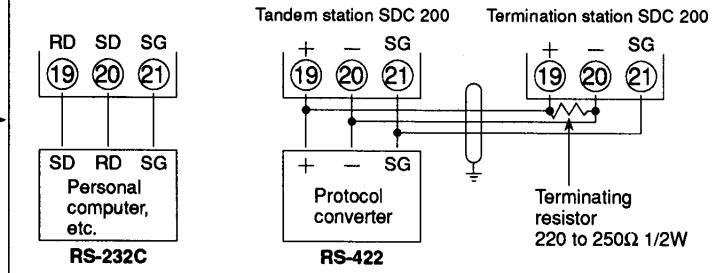 Tandem station SDC 200
Termination station SDC 200
RD SD SG
19 20 21
SD RD SG
Personal
computer,
etc.
RS-232C
+ — SG
19 20 21
+ — SG
Protocol
converter
RS-422
+ — SG
19 20 21
Terminating
resistor
220 to 250Ω 1/2W